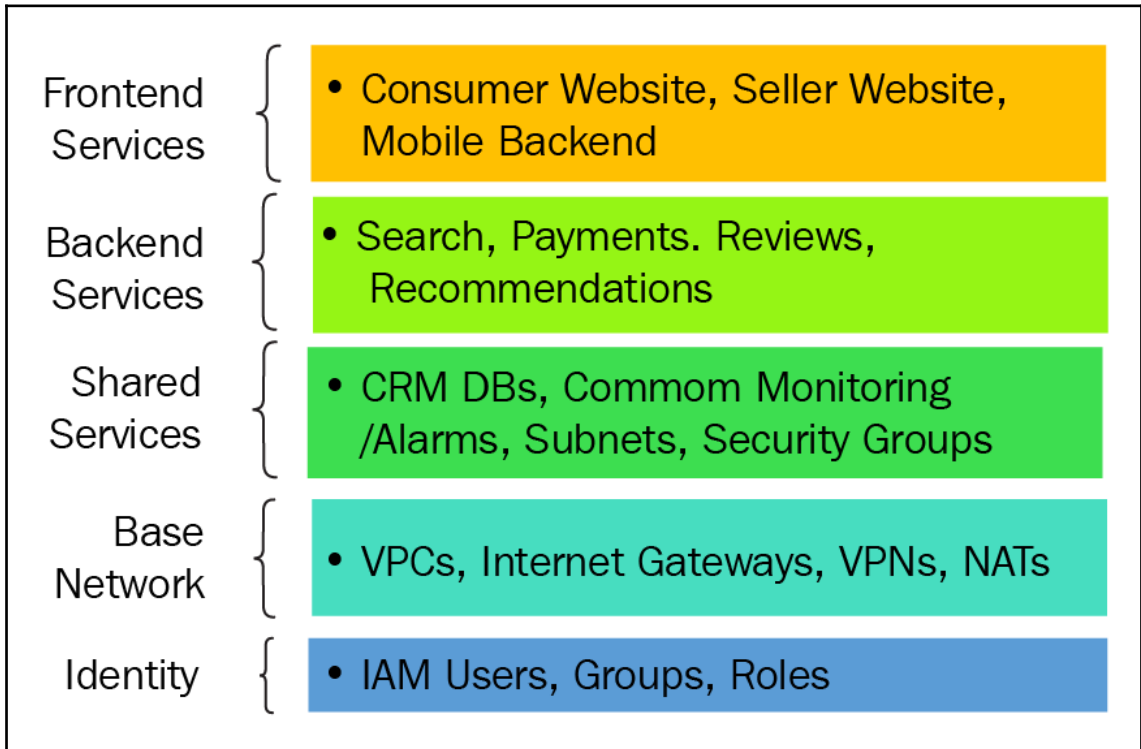 Frontend
Services
• Consumer Website, Seller Website,
Mobile Backend
Backend
Services
• Search, Payments. Reviews,
Recommendations
Shared
Services
• CRM DBs, Commom Monitoring
/Alarms, Subnets, Security Groups
Base
Network
• VPCs, Internet Gateways, VPNs, NATs
Identity
• IAM Users, Groups, Roles